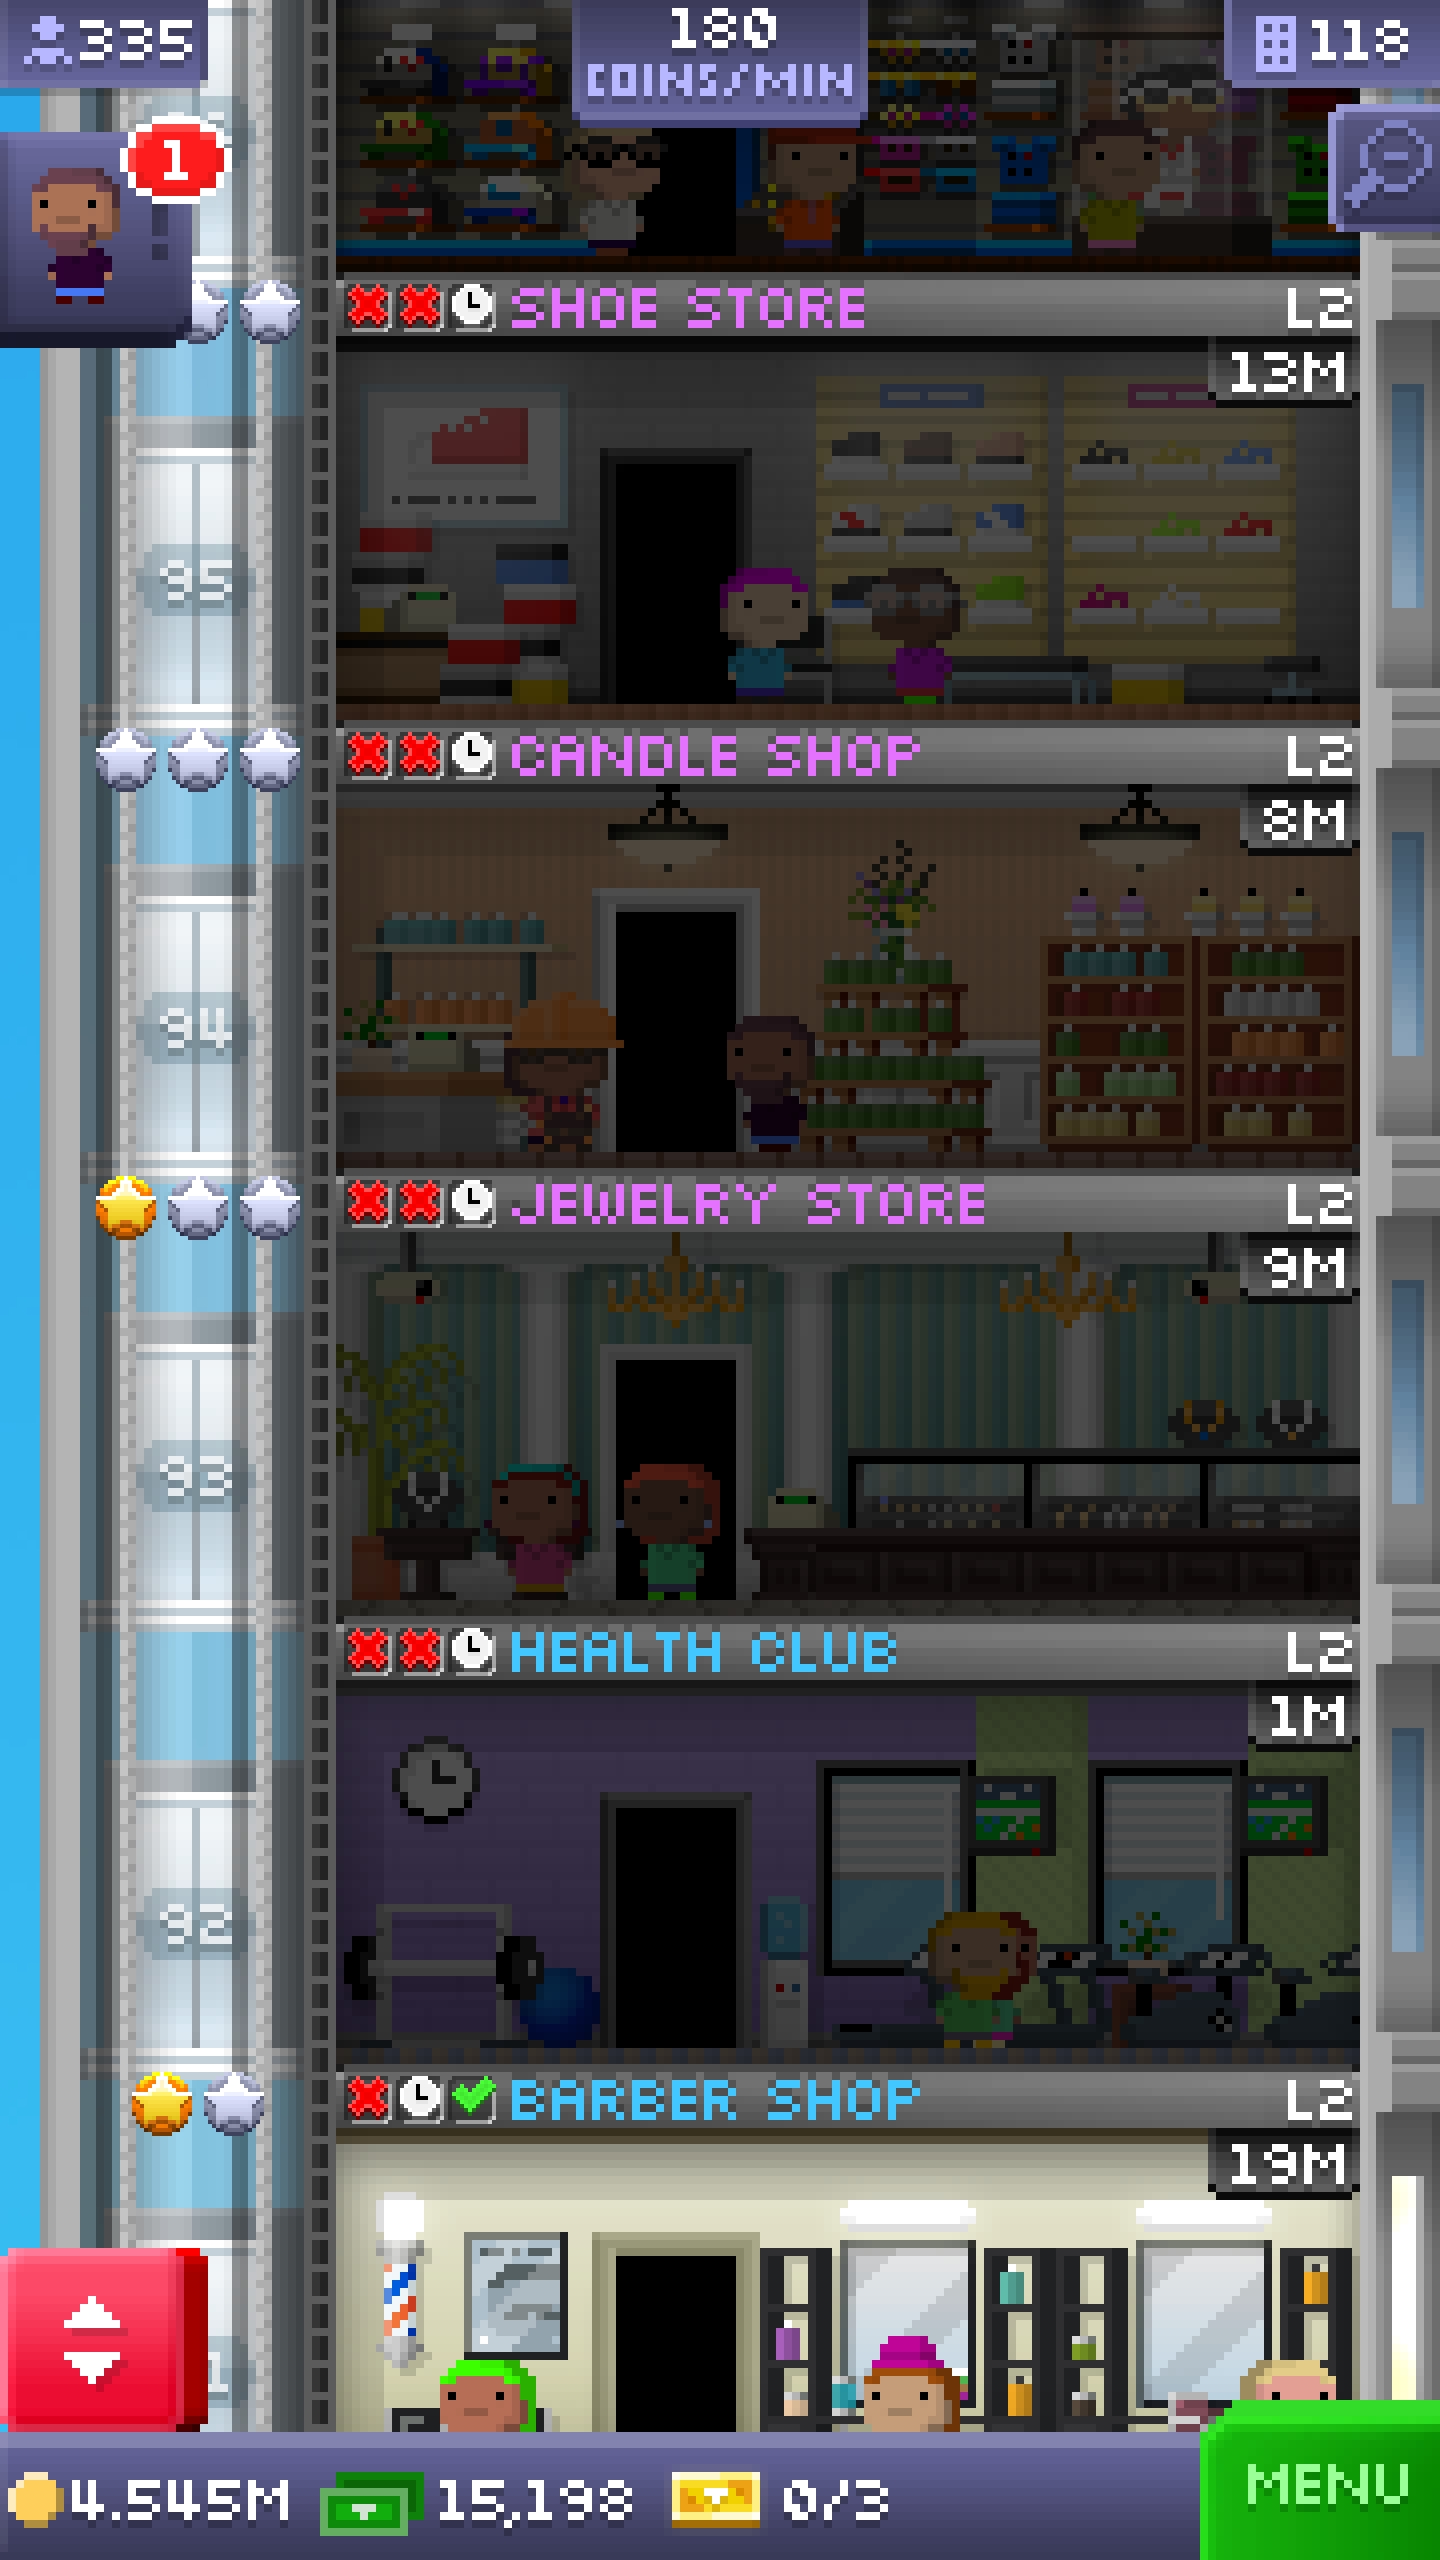 335
180
COINS/MIN
118
1
SHOE STORE
L2
13M
95
CANDLE SHOP
L2
8M
94
JEWELRY STORE
L2
9M
93
HEALTH CLUB
L2
1M
92
BARBER SHOP
L2
19M
4.545M
15,198
0/3
MENU